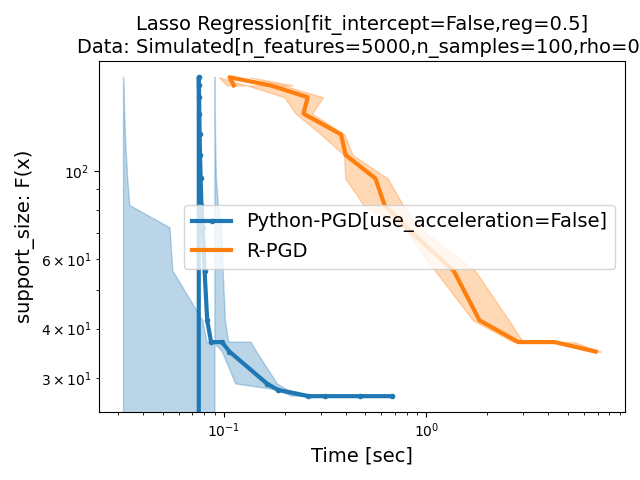 Lasso Regression[fit_intercept=False,reg=0.5]
Data: Simulated[n_features=5000,n_samples=100,rho=0
support_size: F(x)
10²
6 × 10¹
4 × 10¹
3 × 10¹
Python-PGD[use_acceleration=False]
R-PGD
10⁻¹
10⁰
Time [sec]